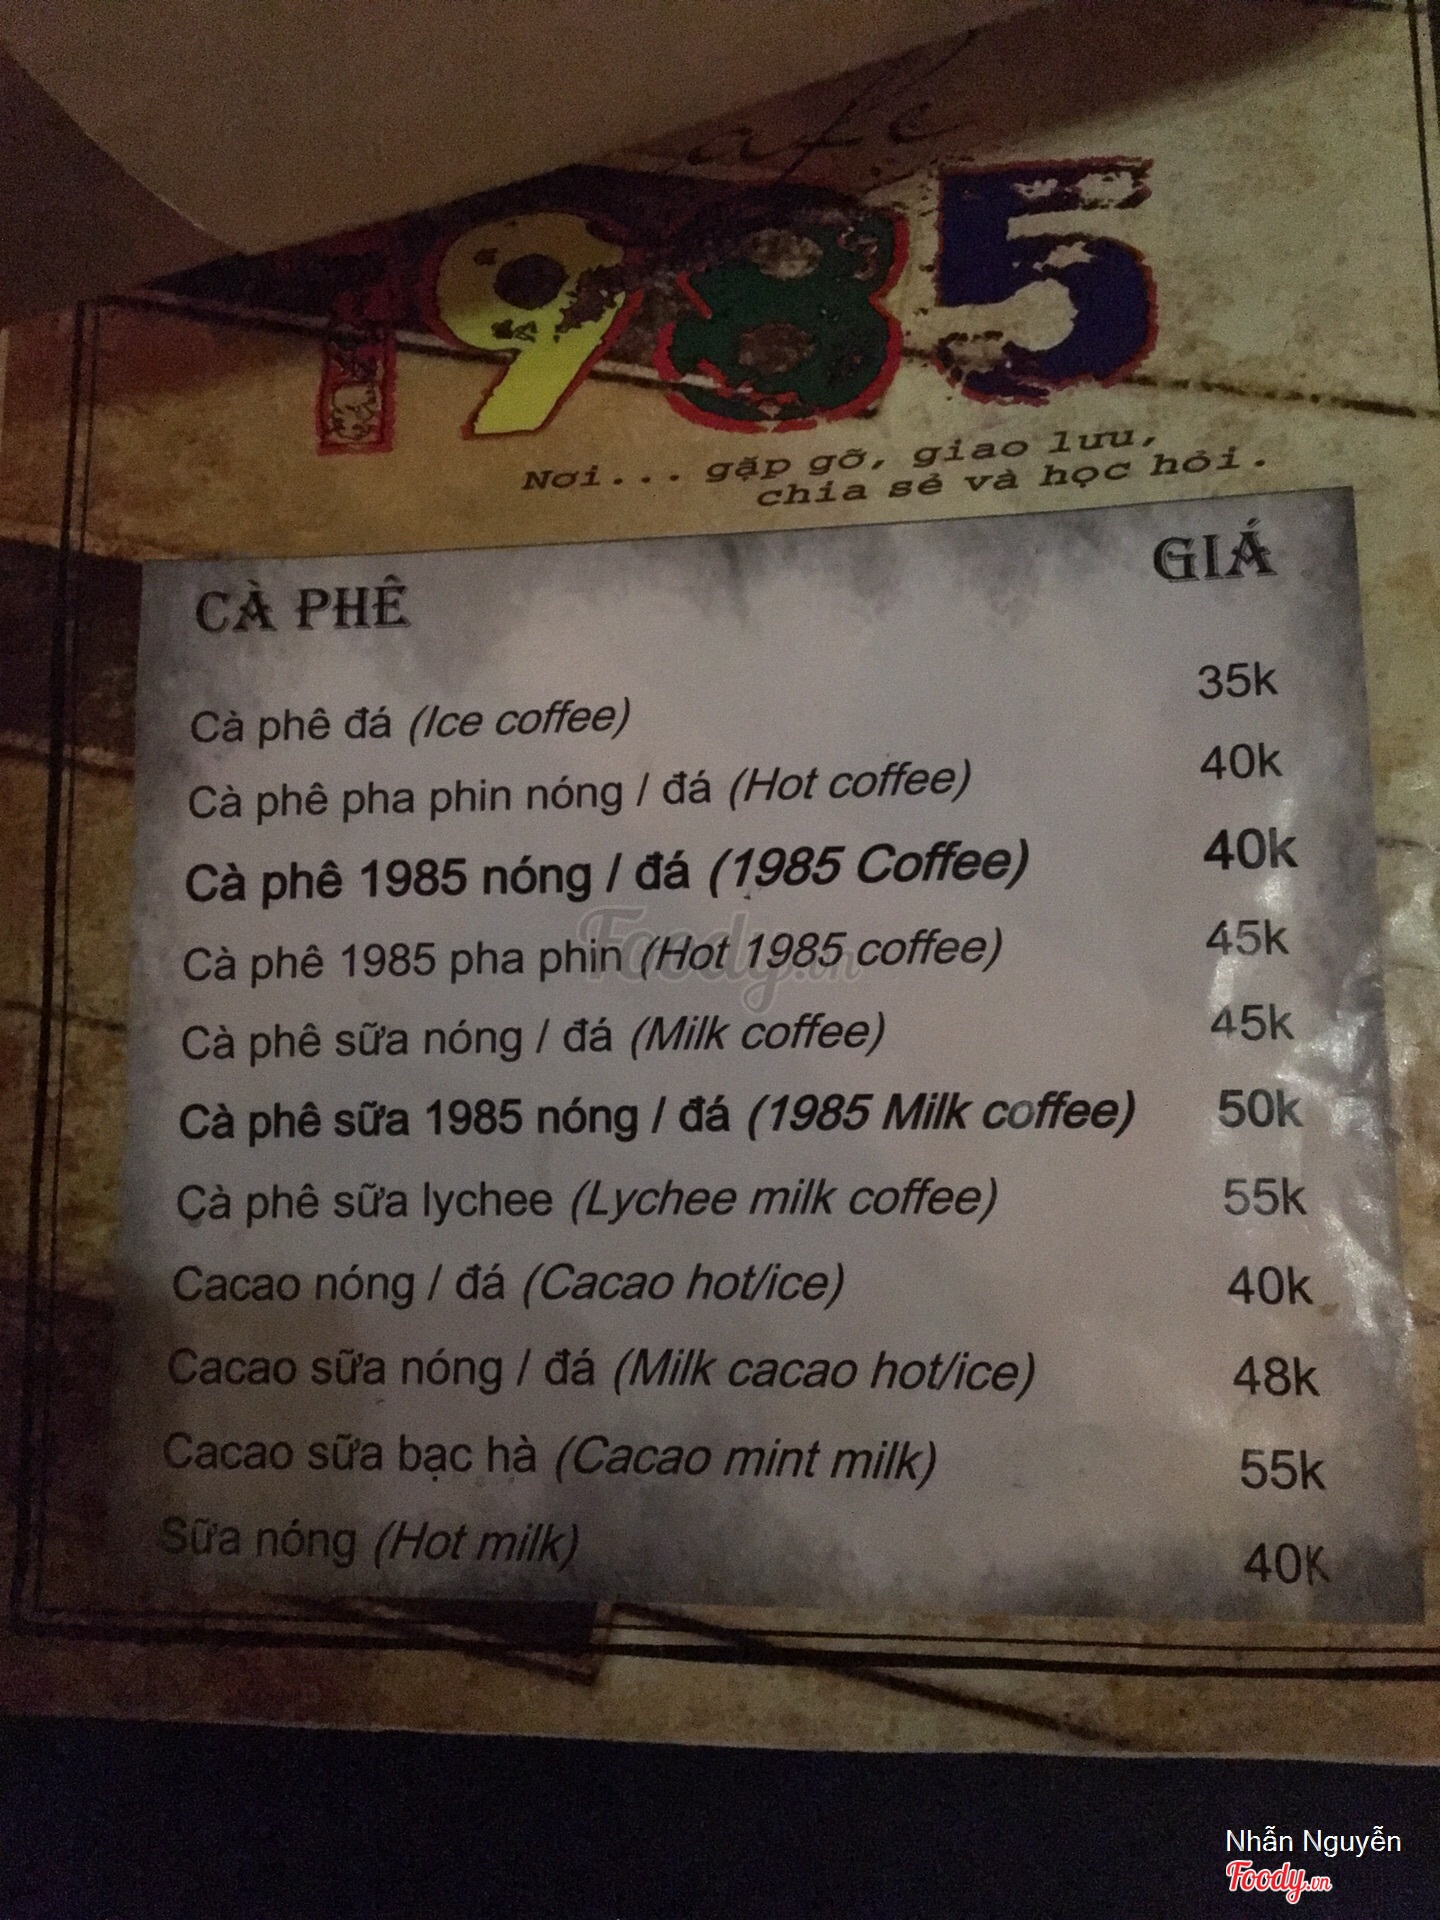 Cafe
1985
Nơi... gặp gỡ, giao lưu,
chia sẻ và học hỏi.
CÀ PHÊ GIÁ
Cà phê đá (Ice coffee) 35k
Cà phê pha phin nóng / đá (Hot coffee) 40k
Cà phê 1985 nóng / đá (1985 Coffee) 40k
Cà phê 1985 pha phin (Hot 1985 coffee) 45k
Cà phê sữa nóng / đá (Milk coffee) 45k
Cà phê sữa 1985 nóng / đá (1985 Milk coffee) 50k
Cà phê sữa lychee (Lychee milk coffee) 55k
Cacao nóng / đá (Cacao hot/ice) 40k
Cacao sữa nóng / đá (Milk cacao hot/ice) 48k
Cacao sữa bạc hà (Cacao mint milk) 55k
Sữa nóng (Hot milk) 40K
Foody.vn
Nhẫn Nguyễn
Foody.vn